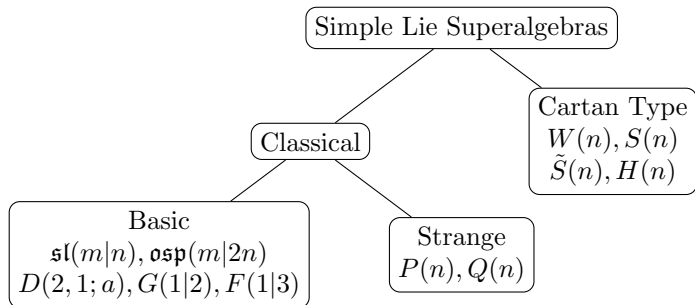 Simple Lie Superalgebras
Cartan Type
W(n), S(n)
S̃(n), H(n)
Classical
Basic
𝔰𝔩(m|n), 𝔬𝔰𝔭(m|2n)
D(2, 1; a), G(1|2), F(1|3)
Strange
P(n), Q(n)